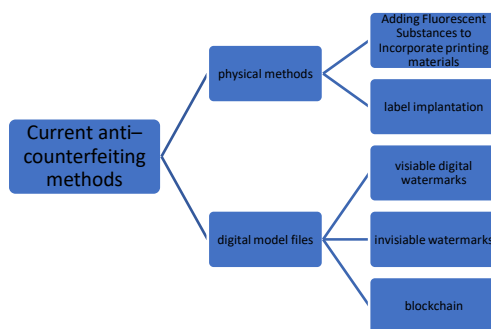 Current anti–
counterfeiting
methods
physical methods
Adding Fluorescent
Substances to
Incorporate printing
materials
label implantation
digital model files
visiable digital
watermarks
invisiable watermarks
blockchain